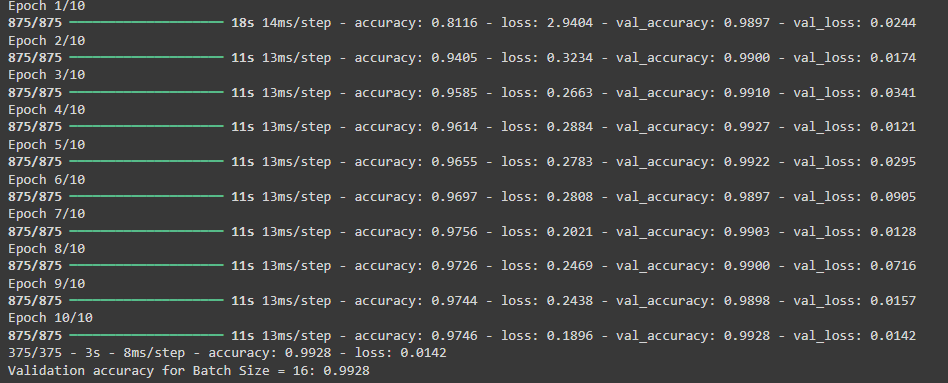 Epoch 1/10
875/875 ━━━━━━━━━━━━━━━━━━━━ 18s 14ms/step - accuracy: 0.8116 - loss: 2.9404 - val_accuracy: 0.9897 - val_loss: 0.0244
Epoch 2/10
875/875 ━━━━━━━━━━━━━━━━━━━━ 11s 13ms/step - accuracy: 0.9405 - loss: 0.3234 - val_accuracy: 0.9900 - val_loss: 0.0174
Epoch 3/10
875/875 ━━━━━━━━━━━━━━━━━━━━ 11s 13ms/step - accuracy: 0.9585 - loss: 0.2663 - val_accuracy: 0.9910 - val_loss: 0.0341
Epoch 4/10
875/875 ━━━━━━━━━━━━━━━━━━━━ 11s 13ms/step - accuracy: 0.9614 - loss: 0.2884 - val_accuracy: 0.9927 - val_loss: 0.0121
Epoch 5/10
875/875 ━━━━━━━━━━━━━━━━━━━━ 11s 13ms/step - accuracy: 0.9655 - loss: 0.2783 - val_accuracy: 0.9922 - val_loss: 0.0295
Epoch 6/10
875/875 ━━━━━━━━━━━━━━━━━━━━ 11s 13ms/step - accuracy: 0.9697 - loss: 0.2808 - val_accuracy: 0.9897 - val_loss: 0.0905
Epoch 7/10
875/875 ━━━━━━━━━━━━━━━━━━━━ 11s 13ms/step - accuracy: 0.9756 - loss: 0.2021 - val_accuracy: 0.9903 - val_loss: 0.0128
Epoch 8/10
875/875 ━━━━━━━━━━━━━━━━━━━━ 11s 13ms/step - accuracy: 0.9726 - loss: 0.2469 - val_accuracy: 0.9900 - val_loss: 0.0716
Epoch 9/10
875/875 ━━━━━━━━━━━━━━━━━━━━ 11s 13ms/step - accuracy: 0.9744 - loss: 0.2438 - val_accuracy: 0.9898 - val_loss: 0.0157
Epoch 10/10
875/875 ━━━━━━━━━━━━━━━━━━━━ 11s 13ms/step - accuracy: 0.9746 - loss: 0.1896 - val_accuracy: 0.9928 - val_loss: 0.0142
375/375 - 3s - 8ms/step - accuracy: 0.9928 - loss: 0.0142
Validation accuracy for Batch Size = 16: 0.9928